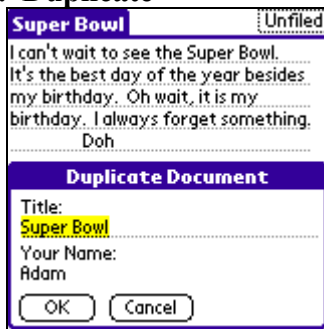 Duplicate
Super Bowl Unfiled
I can't wait to see the Super Bowl.
It's the best day of the year besides
my birthday. Oh wait, it is my
birthday. I always forget something.
Doh
Duplicate Document
Title:
Super Bowl
Your Name:
Adam
OK Cancel